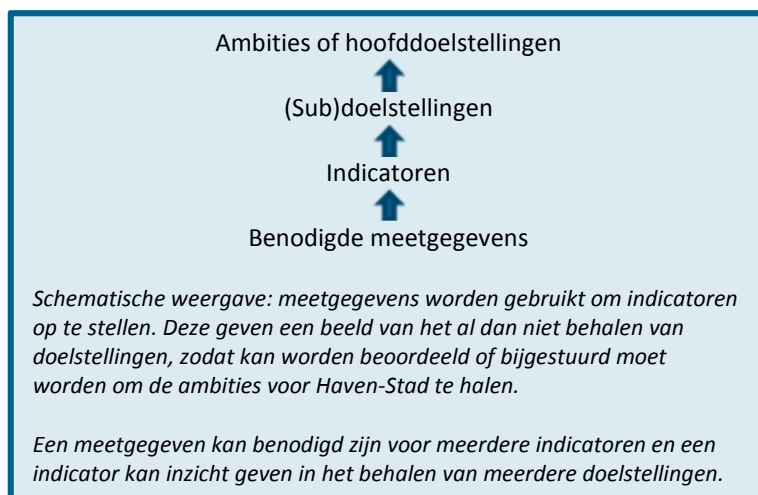 Ambities of hoofddoelstellingen
(Sub)doelstellingen
Indicatoren
Benodigde meetgegevens
Schematische weergave: meetgegevens worden gebruikt om indicatoren
op te stellen. Deze geven een beeld van het al dan niet behalen van
doelstellingen, zodat kan worden beoordeeld of bijgestuurd moet
worden om de ambities voor Haven-Stad te halen.
Een meetgegeven kan benodigd zijn voor meerdere indicatoren en een
indicator kan inzicht geven in het behalen van meerdere doelstellingen.